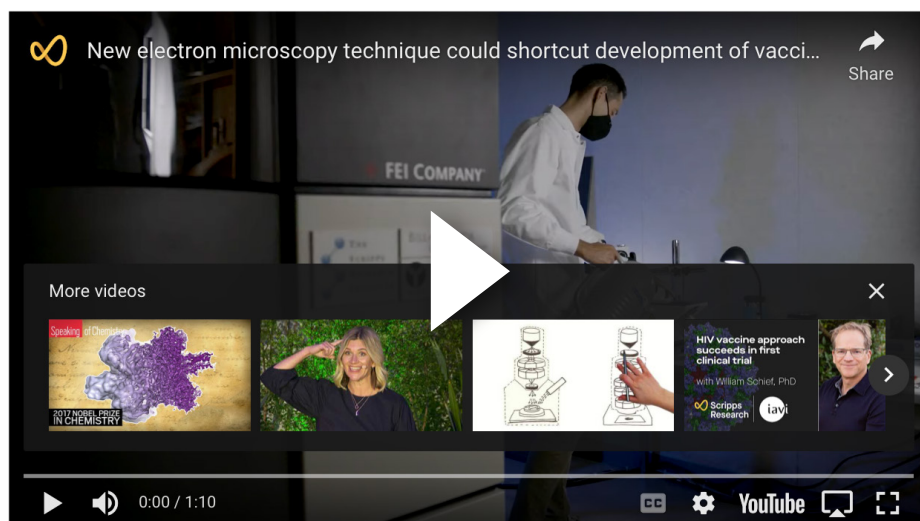 New electron microscopy technique could shortcut development of vacci...
Share
FEI COMPANY
More videos
Speaking of Chemistry
2017 NOBEL PRIZE
IN CHEMISTRY
HIV vaccine approach
succeeds in first
clinical trial
with William Schief, PhD
Scripps
Research
iavi
0:00 / 1:10
CC
YouTube